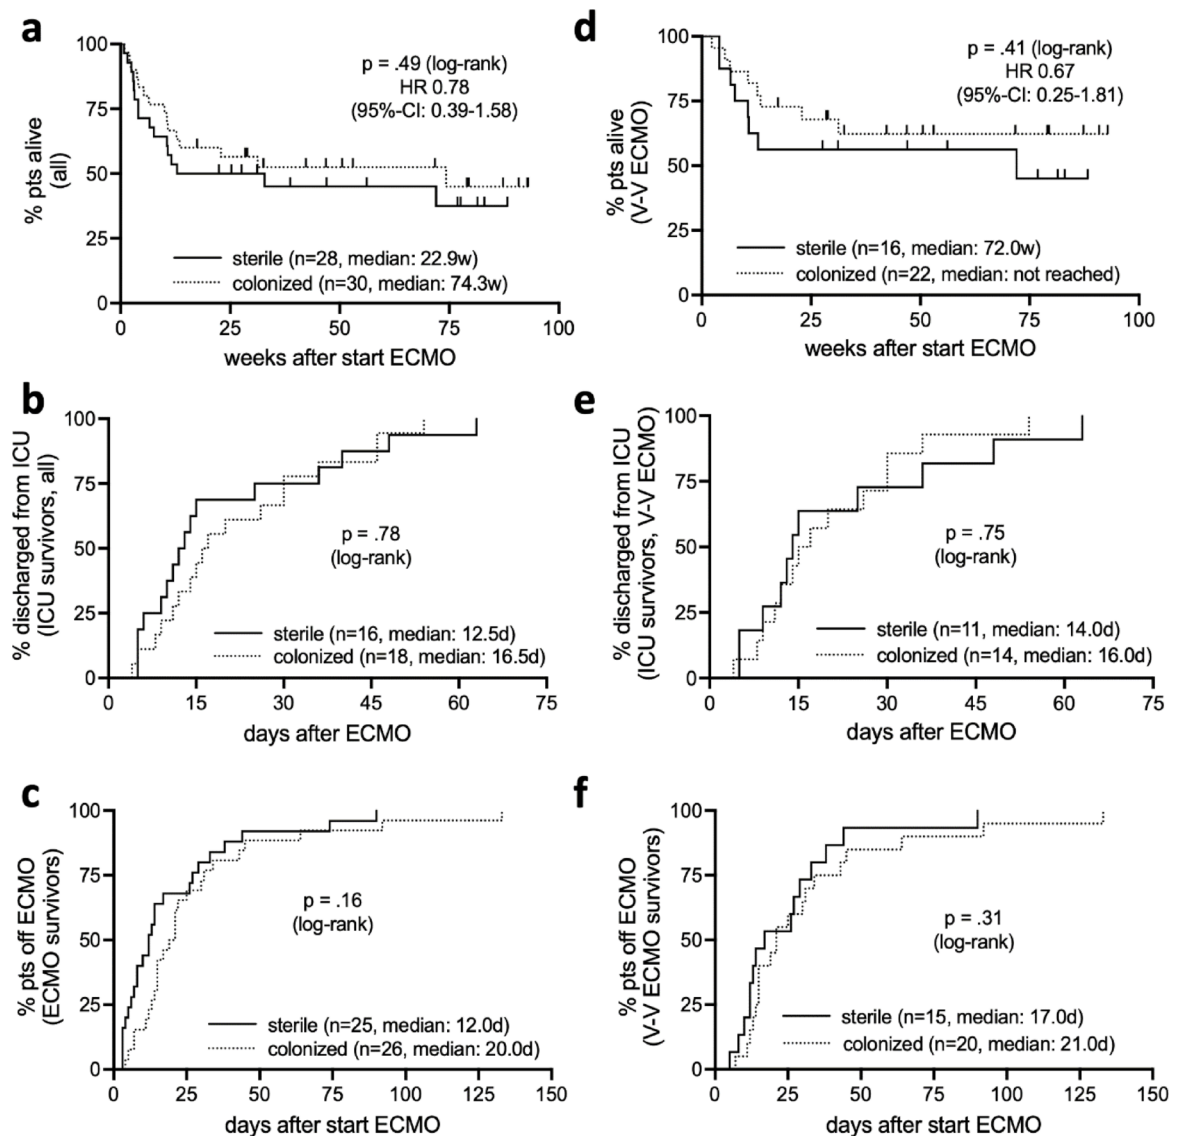 a
100
75
50
25
0
% pts alive
(all)
p = .49 (log-rank)
HR 0.78
(95%-CI: 0.39-1.58)
sterile (n=28, median: 22.9w)
colonized (n=30, median: 74.3w)
0 25 50 75 100
weeks after start ECMO
d
100
75
50
25
0
% pts alive
(V-V ECMO)
p = .41 (log-rank)
HR 0.67
(95%-CI: 0.25-1.81)
sterile (n=16, median: 72.0w)
colonized (n=22, median: not reached)
0 25 50 75 100
weeks after start ECMO
b
100
75
50
25
0
% discharged from ICU
(ICU survivors, all)
p = .78
(log-rank)
sterile (n=16, median: 12.5d)
colonized (n=18, median: 16.5d)
0 15 30 45 60 75
days after ECMO
e
100
75
50
25
0
% discharged from ICU
(ICU survivors, V-V ECMO)
p = .75
(log-rank)
sterile (n=11, median: 14.0d)
colonized (n=14, median: 16.0d)
0 15 30 45 60 75
days after ECMO
c
100
75
50
25
0
% pts off ECMO
(ECMO survivors)
p = .16
(log-rank)
sterile (n=25, median: 12.0d)
colonized (n=26, median: 20.0d)
0 25 50 75 100 125 150
days after start ECMO
f
100
75
50
25
0
% pts off ECMO
(V-V ECMO survivors)
p = .31
(log-rank)
sterile (n=15, median: 17.0d)
colonized (n=20, median: 21.0d)
0 25 50 75 100 125 150
days after start ECMO